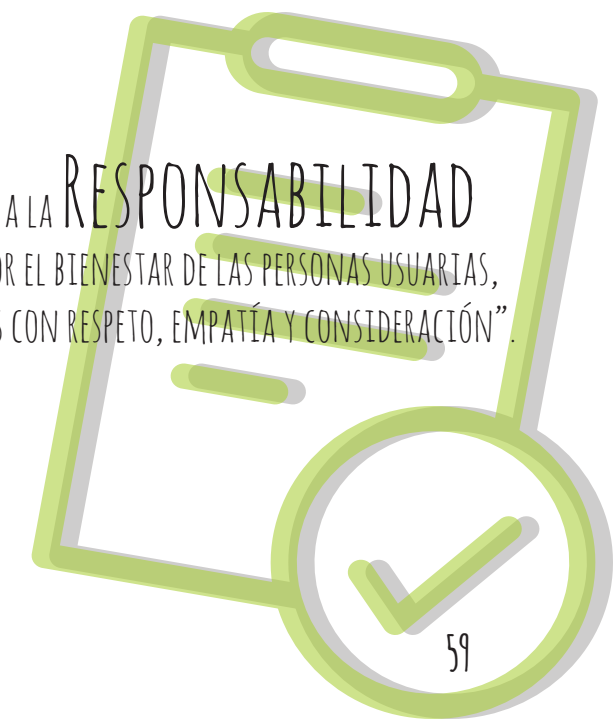 A LA RESPONSABILIDAD
OR EL BIENESTAR DE LAS PERSONAS USUARIAS,
S CON RESPETO, EMPATÍA Y CONSIDERACIÓN”.
59